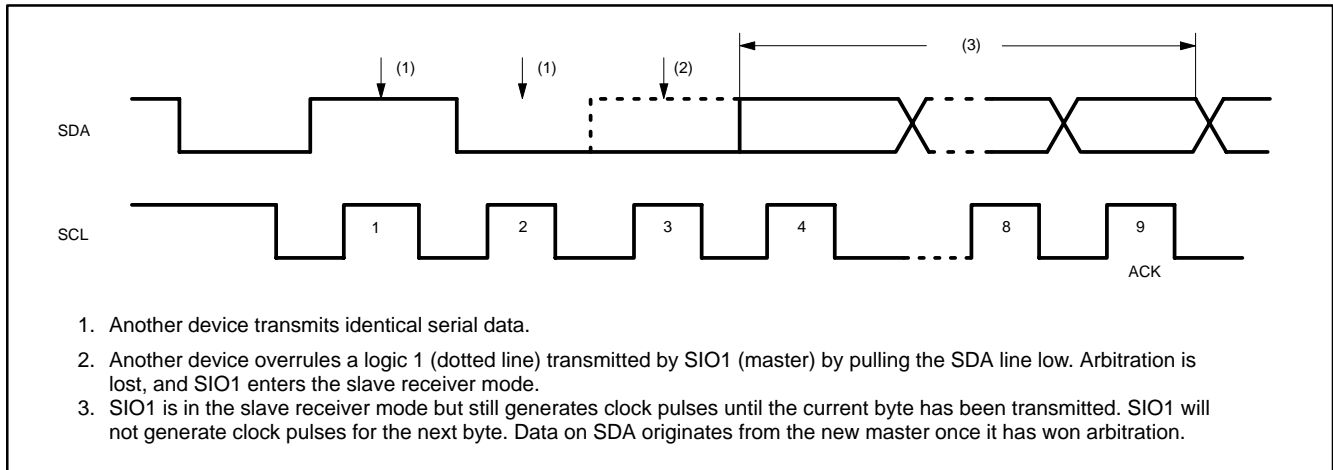 (3)
(1) (1) (2)
SDA
SCL
1 2 3 4 8 9
ACK
1. Another device transmits identical serial data.
2. Another device overrules a logic 1 (dotted line) transmitted by SIO1 (master) by pulling the SDA line low. Arbitration is
lost, and SIO1 enters the slave receiver mode.
3. SIO1 is in the slave receiver mode but still generates clock pulses until the current byte has been transmitted. SIO1 will
not generate clock pulses for the next byte. Data on SDA originates from the new master once it has won arbitration.